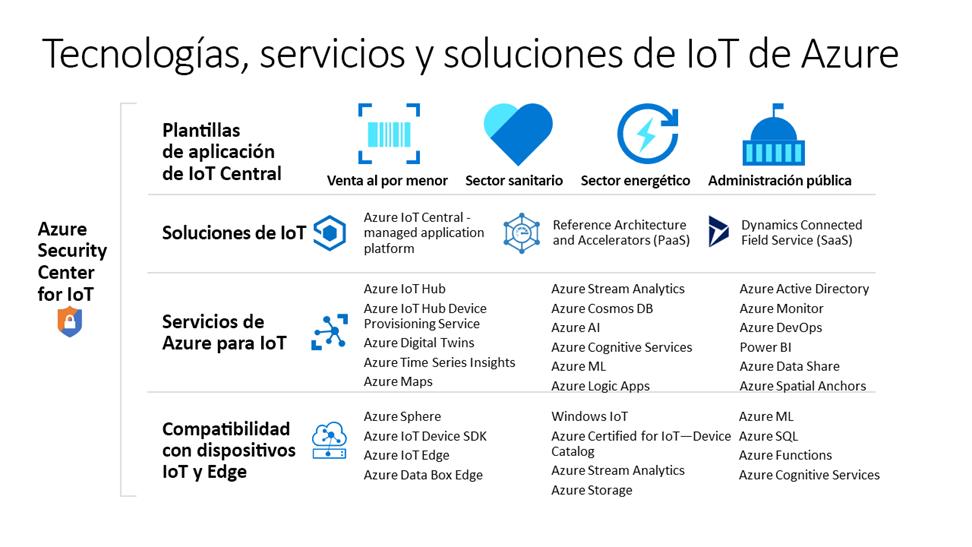 Tecnologías, servicios y soluciones de IoT de Azure
Azure
Security
Center
for IoT
Plantillas
de aplicación
de IoT Central
Venta al por menor
Sector sanitario
Sector energético
Administración pública
Soluciones de IoT
Azure IoT Central -
managed application
platform
Reference Architecture
and Accelerators (PaaS)
Dynamics Connected
Field Service (SaaS)
Servicios de
Azure para IoT
Azure IoT Hub
Azure IoT Hub Device
Provisioning Service
Azure Digital Twins
Azure Time Series Insights
Azure Maps
Azure Stream Analytics
Azure Cosmos DB
Azure AI
Azure Cognitive Services
Azure ML
Azure Logic Apps
Azure Active Directory
Azure Monitor
Azure DevOps
Power BI
Azure Data Share
Azure Spatial Anchors
Compatibilidad
con dispositivos
IoT y Edge
Azure Sphere
Azure IoT Device SDK
Azure IoT Edge
Azure Data Box Edge
Windows IoT
Azure Certified for IoT—Device
Catalog
Azure Stream Analytics
Azure Storage
Azure ML
Azure SQL
Azure Functions
Azure Cognitive Services